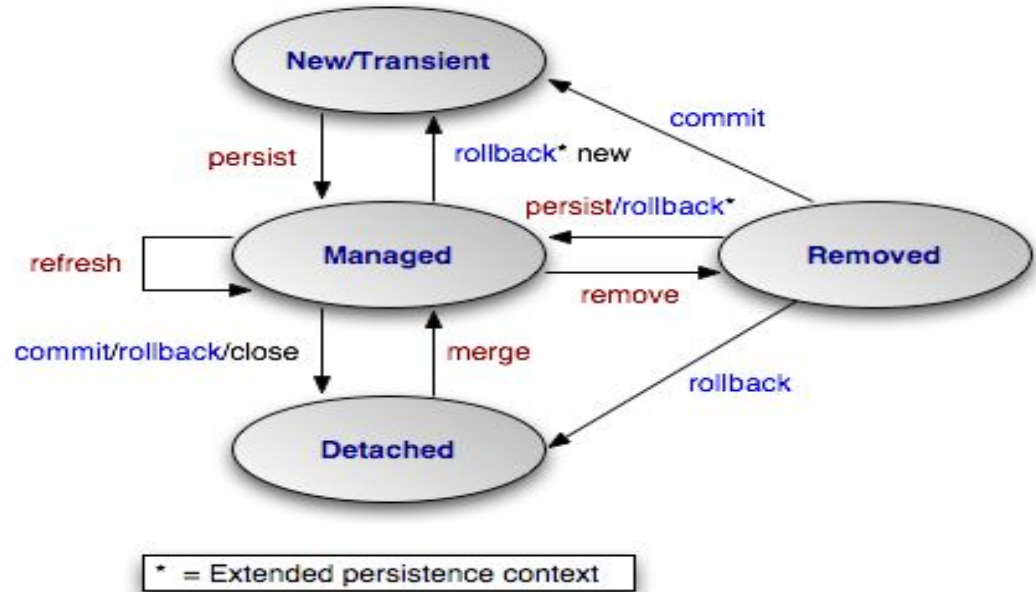 New/Transient
commit
persist
rollback* new
persist/rollback*
Managed
Removed
refresh
remove
commit/rollback/close
merge
rollback
Detached
* = Extended persistence context